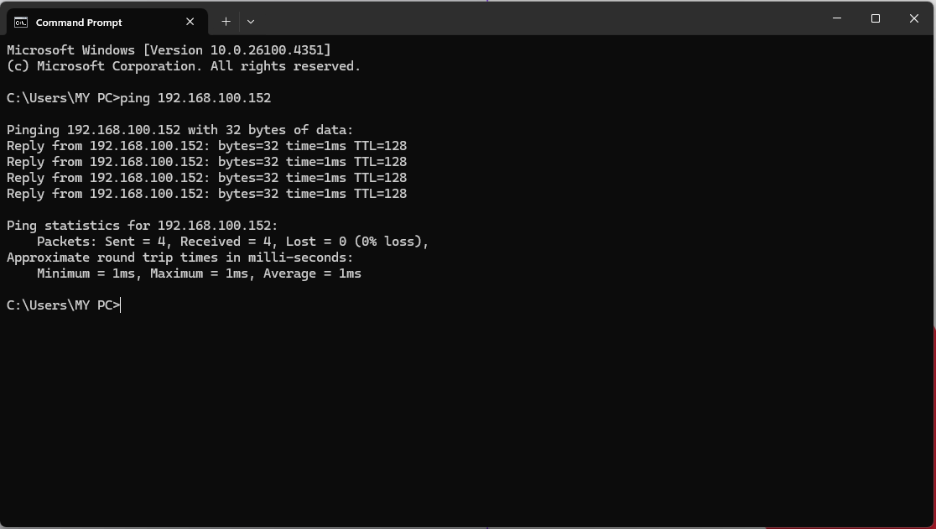 Command Prompt
Microsoft Windows [Version 10.0.26100.4351]
(c) Microsoft Corporation. All rights reserved.
C:\Users\MY PC>ping 192.168.100.152
Pinging 192.168.100.152 with 32 bytes of data:
Reply from 192.168.100.152: bytes=32 time=1ms TTL=128
Reply from 192.168.100.152: bytes=32 time=1ms TTL=128
Reply from 192.168.100.152: bytes=32 time=1ms TTL=128
Reply from 192.168.100.152: bytes=32 time=1ms TTL=128
Ping statistics for 192.168.100.152:
    Packets: Sent = 4, Received = 4, Lost = 0 (0% loss),
Approximate round trip times in milli-seconds:
    Minimum = 1ms, Maximum = 1ms, Average = 1ms
C:\Users\MY PC>